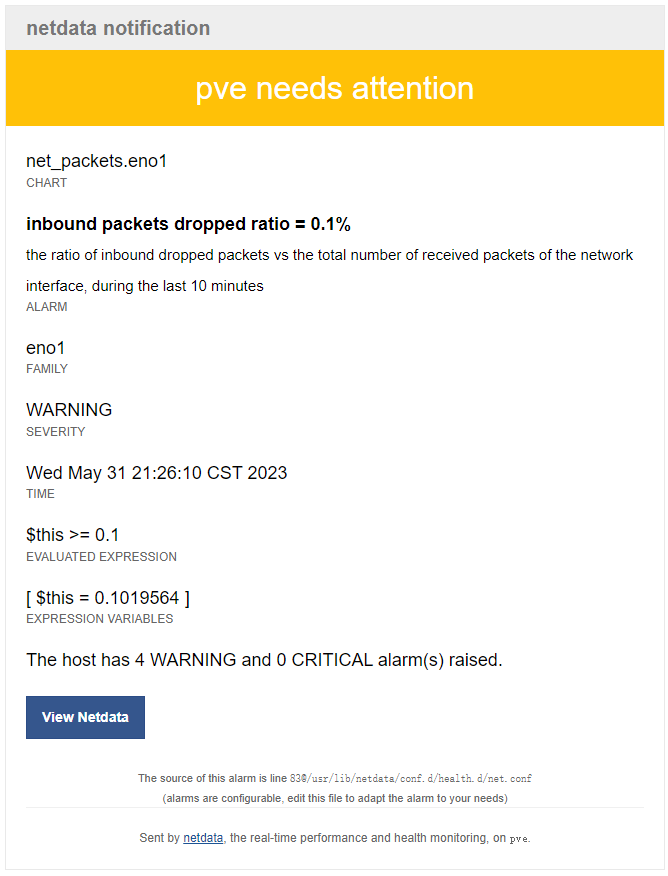 netdata notification
pve needs attention
net_packets.eno1
CHART
inbound packets dropped ratio = 0.1%
the ratio of inbound dropped packets vs the total number of received packets of the network
interface, during the last 10 minutes
ALARM
eno1
FAMILY
WARNING
SEVERITY
Wed May 31 21:26:10 CST 2023
TIME
$this >= 0.1
EVALUATED EXPRESSION
[ $this = 0.1019564 ]
EXPRESSION VARIABLES
The host has 4 WARNING and 0 CRITICAL alarm(s) raised.
View Netdata
The source of this alarm is line 83@/usr/lib/netdata/conf.d/health.d/net.conf
(alarms are configurable, edit this file to adapt the alarm to your needs)
Sent by netdata, the real-time performance and health monitoring, on pve.